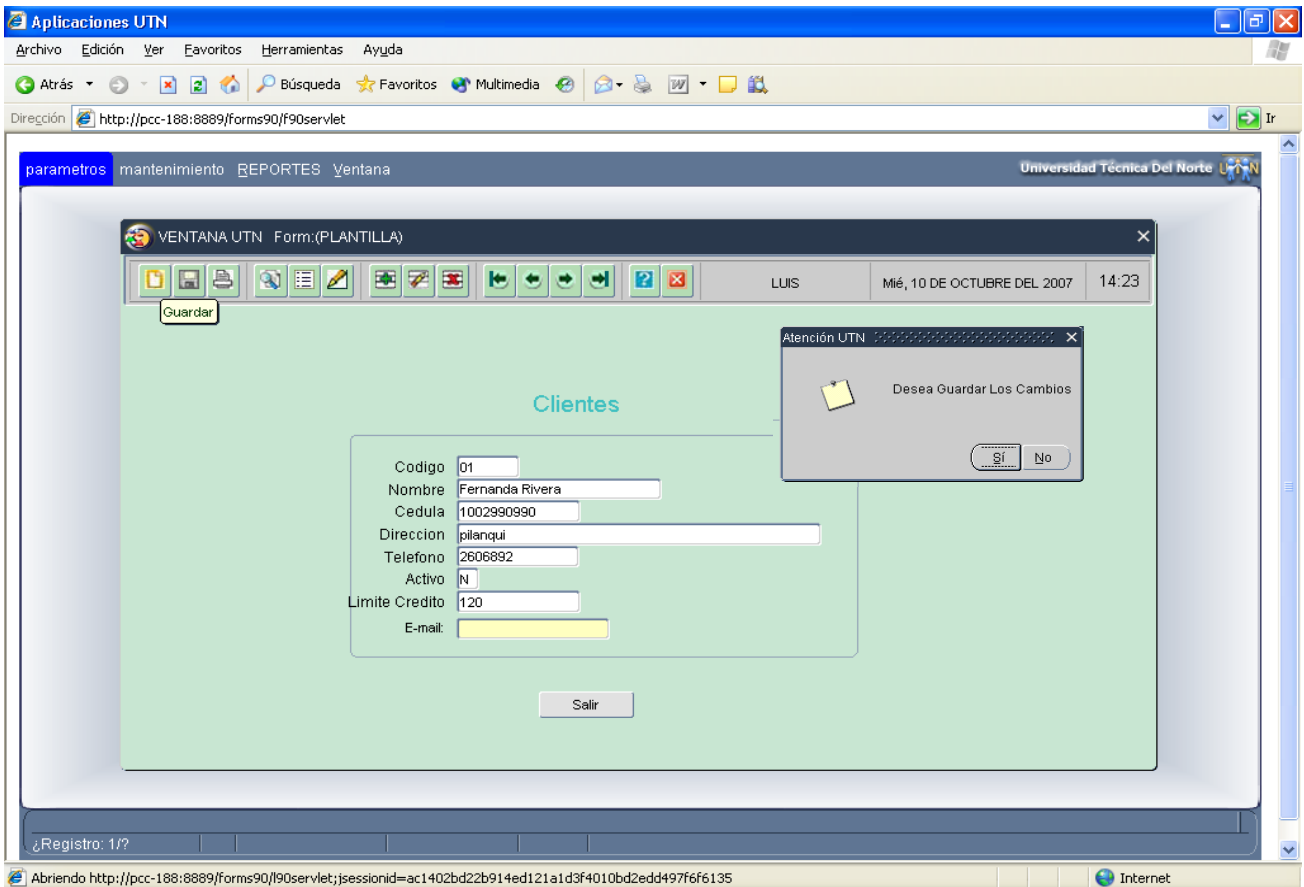 Aplicaciones UTN
Archivo Edición Ver Favoritos Herramientas Ayuda
Atrás Búsqueda Favoritos Multimedia
Dirección http://pcc-188:8889/forms90/f90servlet Ir
parametros mantenimiento REPORTES Ventana Universidad Técnica Del Norte UTN
VENTANA UTN Form:(PLANTILLA)
LUIS Mié, 10 DE OCTUBRE DEL 2007 14:23
Guardar
Atención UTN
Desea Guardar Los Cambios
Sí No
Clientes
Codigo 01
Nombre Fernanda Rivera
Cedula 1002990990
Direccion pilanqui
Telefono 2606892
Activo N
Limite Credito 120
E-mail:
Salir
¿Registro: 1/?
Abriendo http://pcc-188:8889/forms90/l90servlet;jsessionid=ac1402bd22b914ed121a1d3f4010bd2edd497f6f6135 Internet